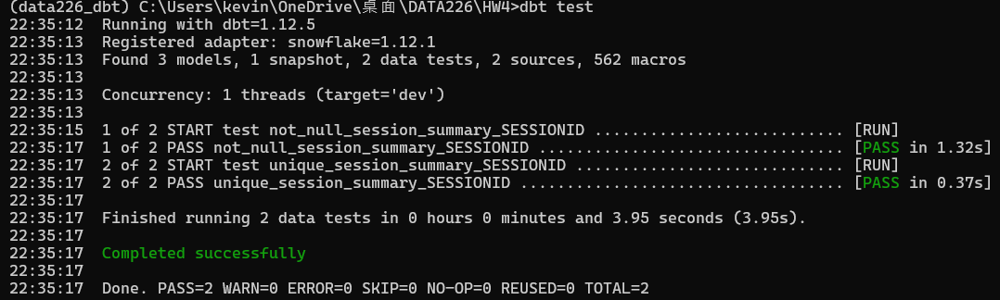 (data226_dbt) C:\Users\kevin\OneDrive\桌面\DATA226\HW4>dbt test
22:35:12  Running with dbt=1.12.5
22:35:13  Registered adapter: snowflake=1.12.1
22:35:13  Found 3 models, 1 snapshot, 2 data tests, 2 sources, 562 macros
22:35:13
22:35:13  Concurrency: 1 threads (target='dev')
22:35:13
22:35:15  1 of 2 START test not_null_session_summary_SESSIONID ........................... [RUN]
22:35:17  1 of 2 PASS not_null_session_summary_SESSIONID ................................. [PASS in 1.32s]
22:35:17  2 of 2 START test unique_session_summary_SESSIONID ............................. [RUN]
22:35:17  2 of 2 PASS unique_session_summary_SESSIONID ................................... [PASS in 0.37s]
22:35:17
22:35:17  Finished running 2 data tests in 0 hours 0 minutes and 3.95 seconds (3.95s).
22:35:17
22:35:17  Completed successfully
22:35:17
22:35:17  Done. PASS=2 WARN=0 ERROR=0 SKIP=0 NO-OP=0 REUSED=0 TOTAL=2